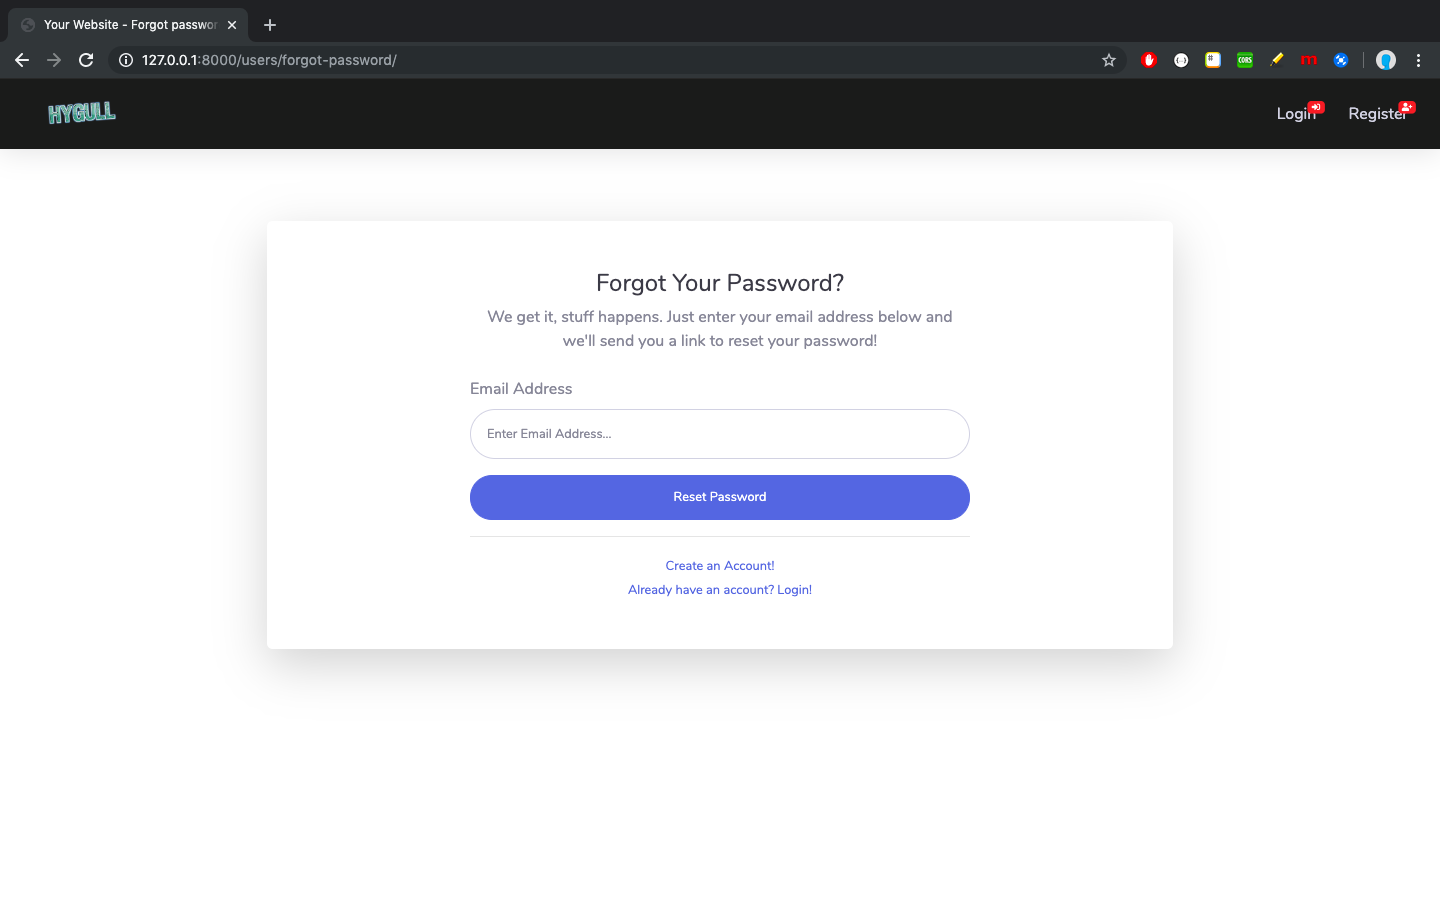 Your Website - Forgot passwor
127.0.0.1:8000/users/forgot-password/
CORS
m
HYGULL
Login
Register
Forgot Your Password?
We get it, stuff happens. Just enter your email address below and
we'll send you a link to reset your password!
Email Address
Enter Email Address...
Reset Password
Create an Account!
Already have an account? Login!